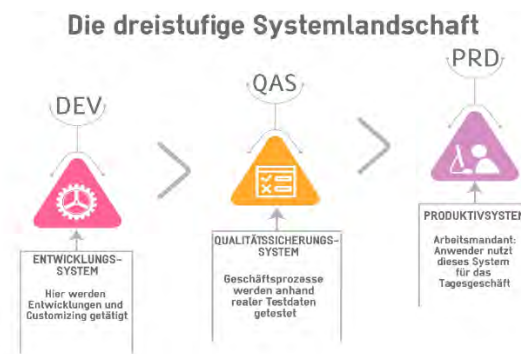 Die dreistufige Systemlandschaft
DEV
QAS
PRD
ENTWICKLUNGS-
SYSTEM
Hier werden
Entwicklungen und
Customizing getätigt
QUALITÄTSSICHERUNGS-
SYSTEM
Geschäftsprozesse
werden anhand
realer Testdaten
getestet
PRODUKTIVSYSTEM
Arbeitsmandant:
Anwender nutzt
dieses System
für das
Tagesgeschäft